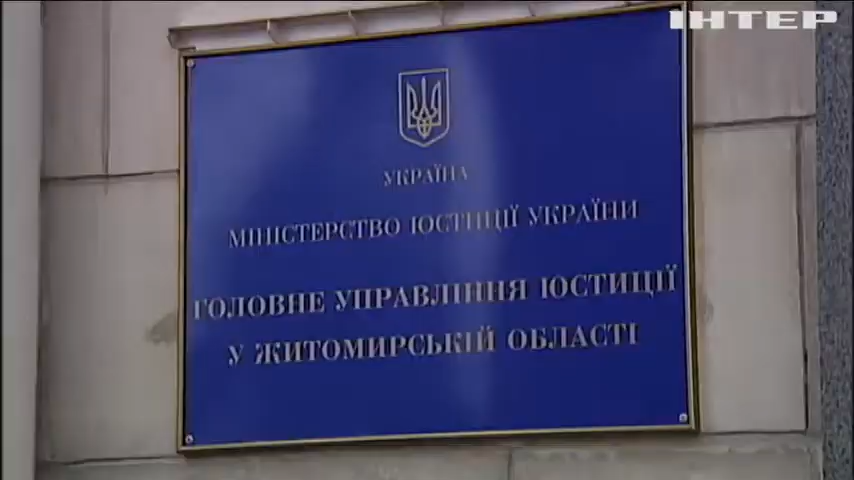 ІНТЕР
УКРАЇНА
МІНІСТЕРСТВО ЮСТИЦІЇ УКРАЇНИ
ГОЛОВНЕ УПРАВЛІННЯ ЮСТИЦІЇ
У ЖИТОМИРСЬКІЙ ОБЛАСТІ